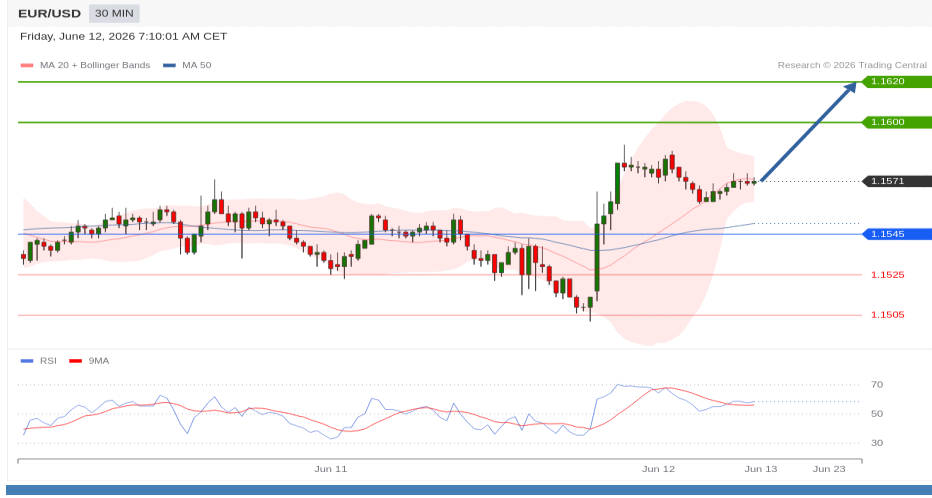 EUR/USD 30 MIN
Friday, June 12, 2026 7:10:01 AM CET
MA 20 + Bollinger Bands MA 50
Research © 2026 Trading Central
1.1620
1.1600
1.1571
1.1545
1.1525
1.1505
RSI 9MA
70
50
30
Jun 11 Jun 12 Jun 13 Jun 23